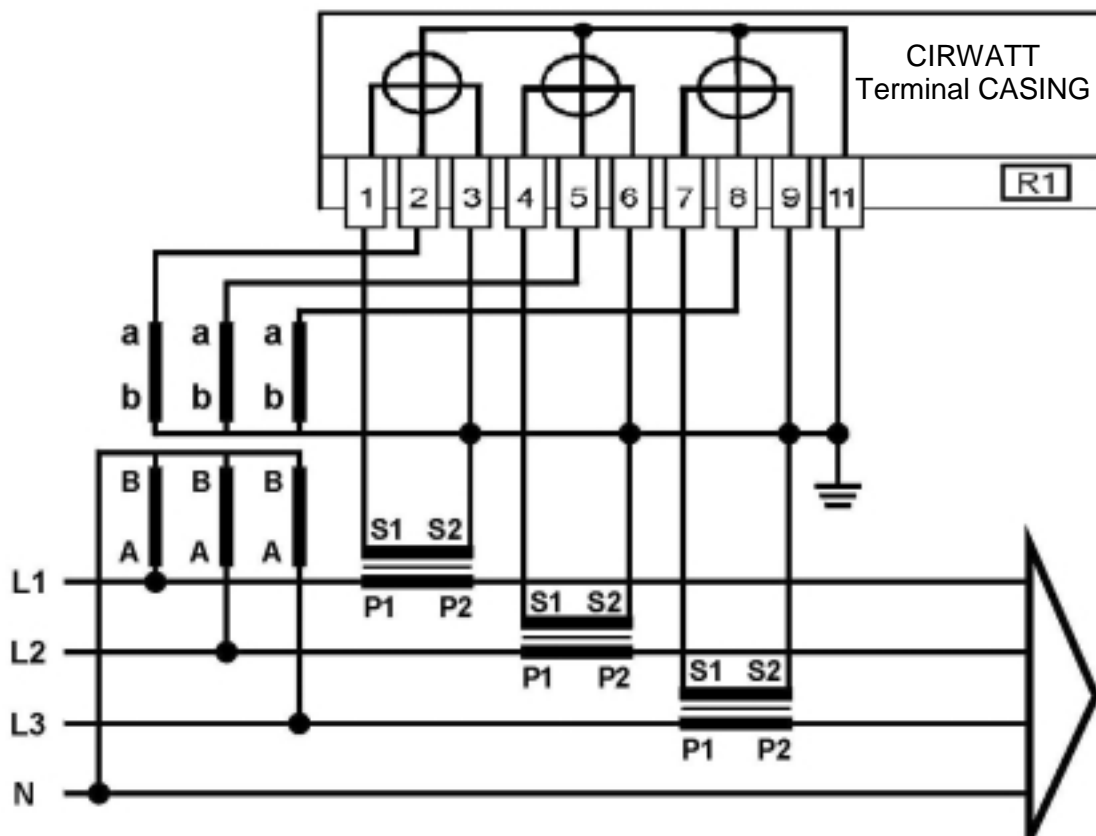 CIRWATT
Terminal CASING
R1
1 2 3 4 5 6 7 8 9 11
a a a
b b b
B B B
A A A
S1 S2
L1
P1 P2
S1 S2
L2
P1 P2
S1 S2
L3
P1 P2
N